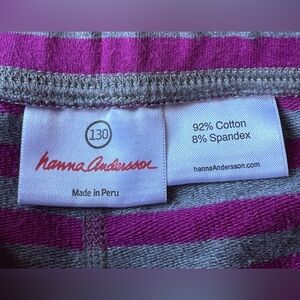 130
hanna Andersson
Made in Peru
92% Cotton
8% Spandex
hannaAndersson.com